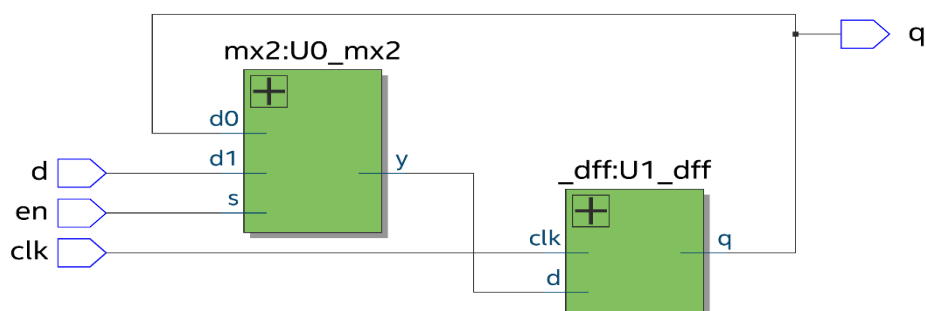 q
mx2:U0_mx2
d0
d
d1
y
_dff:U1_dff
en
s
clk
clk
q
d